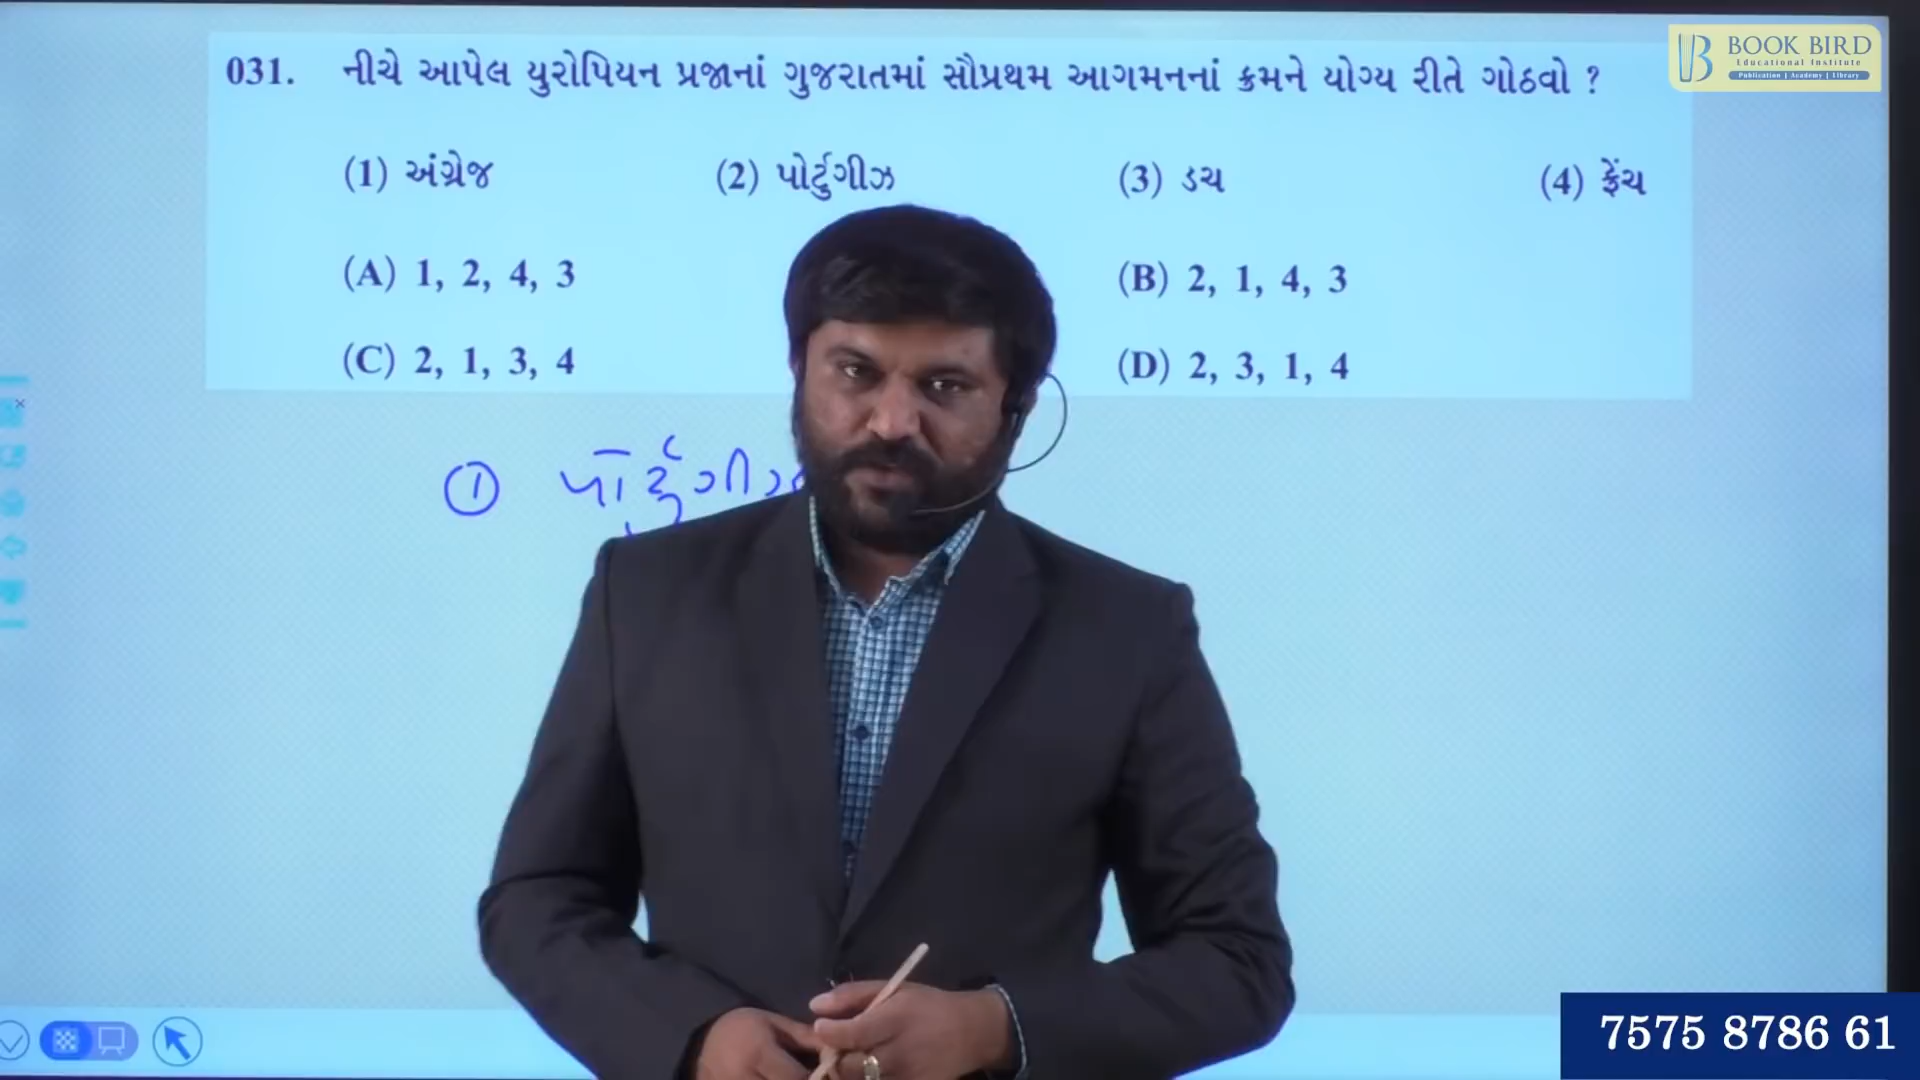 BOOK BIRD
Educational Institute
Publication | Academy | Library
031. નીચે આપેલ યુરોપિયન પ્રજાનાં ગુજરાતમાં સૌપ્રથમ આગમનનાં ક્રમને યોગ્ય રીતે ગોઠવો ?
(1) અંગ્રેજ (2) પોર્ટુગીઝ (3) ડચ (4) ફ્રેંચ
(A) 1, 2, 4, 3 (B) 2, 1, 4, 3
(C) 2, 1, 3, 4 (D) 2, 3, 1, 4
①
7575 8786 61